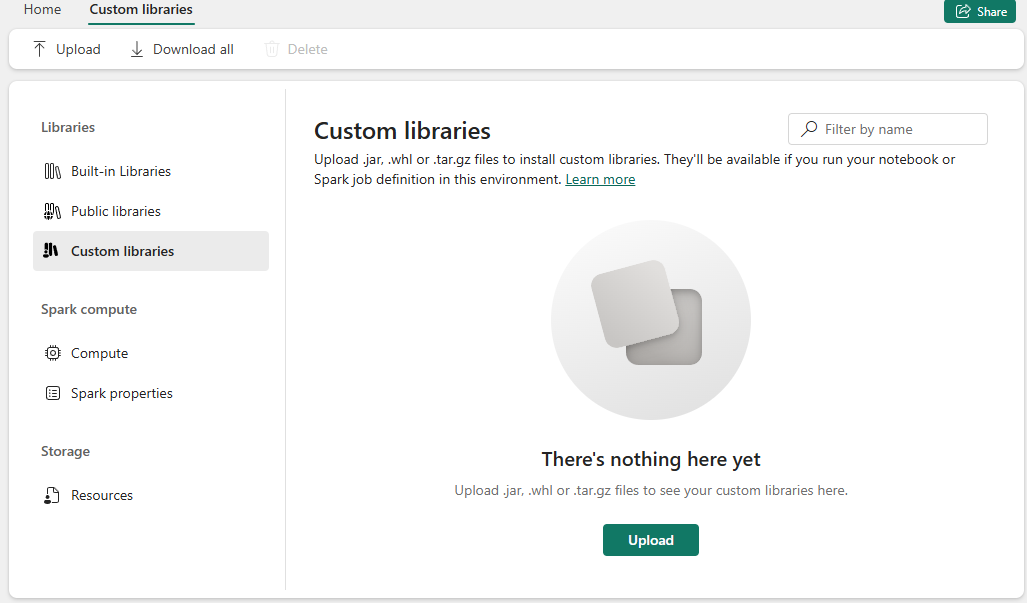 Home
Custom libraries
Share
Upload
Download all
Delete
Libraries
Built-in Libraries
Public libraries
Custom libraries
Spark compute
Compute
Spark properties
Storage
Resources
Custom libraries
Filter by name
Upload .jar, .whl or .tar.gz files to install custom libraries. They'll be available if you run your notebook or
Spark job definition in this environment. Learn more
There's nothing here yet
Upload .jar, .whl or .tar.gz files to see your custom libraries here.
Upload